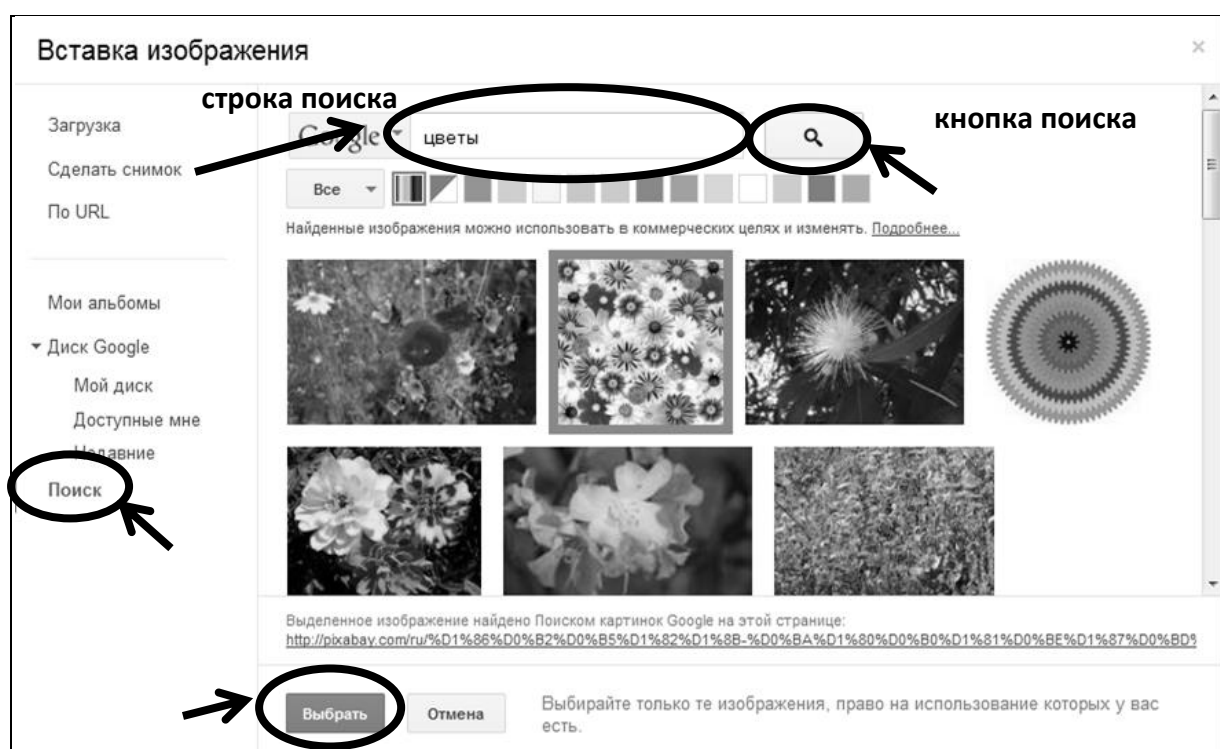 Вставка изображения
Загрузка
Сделать снимок
По URL
Мои альбомы
Диск Google
Мой диск
Доступные мне
Недавние
Поиск
строка поиска
Google
цветы
кнопка поиска
Все
Найденные изображения можно использовать в коммерческих целях и изменять. Подробнее...
Выделенное изображение найдено Поиском картинок Google на этой странице:
http://pixabay.com/ru/%D1%86%D0%B2%D0%B5%D1%82%D1%8B-%D0%BA%D1%80%D0%B0%D1%81%D0%BE%D1%87%D0%BD%
Выбрать
Отмена
Выбирайте только те изображения, право на использование которых у вас
есть.